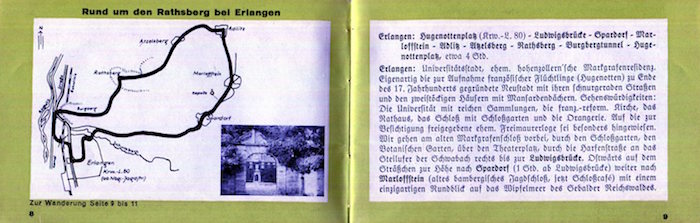 Rund um den Rathsberg bei Erlangen
Adlitz
Atzelsberg
Rathsberg
Marloffstein
Kapelle
Burgberg
Spardorf
Erlangen
Krw.-L. 80
Zur Wanderung Seite 9 bis 11
8
Erlangen: Hugenottenplatz (Krw.-L. 80) - Ludwigsbrücke - Spardorf - Mar-
loffstein - Adlitz - Atzelsberg - Rathsberg - Burgbergtunnel - Huge-
nottenplatz, etwa 4 Std.
Erlangen: Universitätsstadt, ehem. hohenzollern'sche Markgrafenresidenz.
Eigenartig die zur Aufnahme französischer Flüchtlinge (Hugenotten) zu Ende
des 17. Jahrhunderts gegründete Neustadt mit ihren schnurgeraden Straßen
und den zweistöckigen Häusern mit Mansardendächern. Sehenswürdigkeiten:
Die Universität mit reichen Sammlungen, die franz.-reform. Kirche, das
Rathaus, das Schloß mit Schloßgarten und die Orangerie. Auf die zur
Besichtigung freigegebene ehem. Freimaurerloge sei besonders hingewiesen.
Wir gehen am alten Markgrafenschloß vorbei, durch den Schloßgarten, den
Botanischen Garten, über den Theaterplatz, durch die Harfenstraße an das
Steilufer der Schwabach rechts bis zur Ludwigsbrücke. Ostwärts auf dem
Sträßchen zur Höhe nach Spardorf (1 Std. ab Ludwigsbrücke) weiter nach
Marloffstein (altes bambergisches Jagdschloß, jetzt Schloßcafé) mit einem
einzigartigen Rundblick auf das Wipfelmeer des Sebalder Reichswaldes.
9